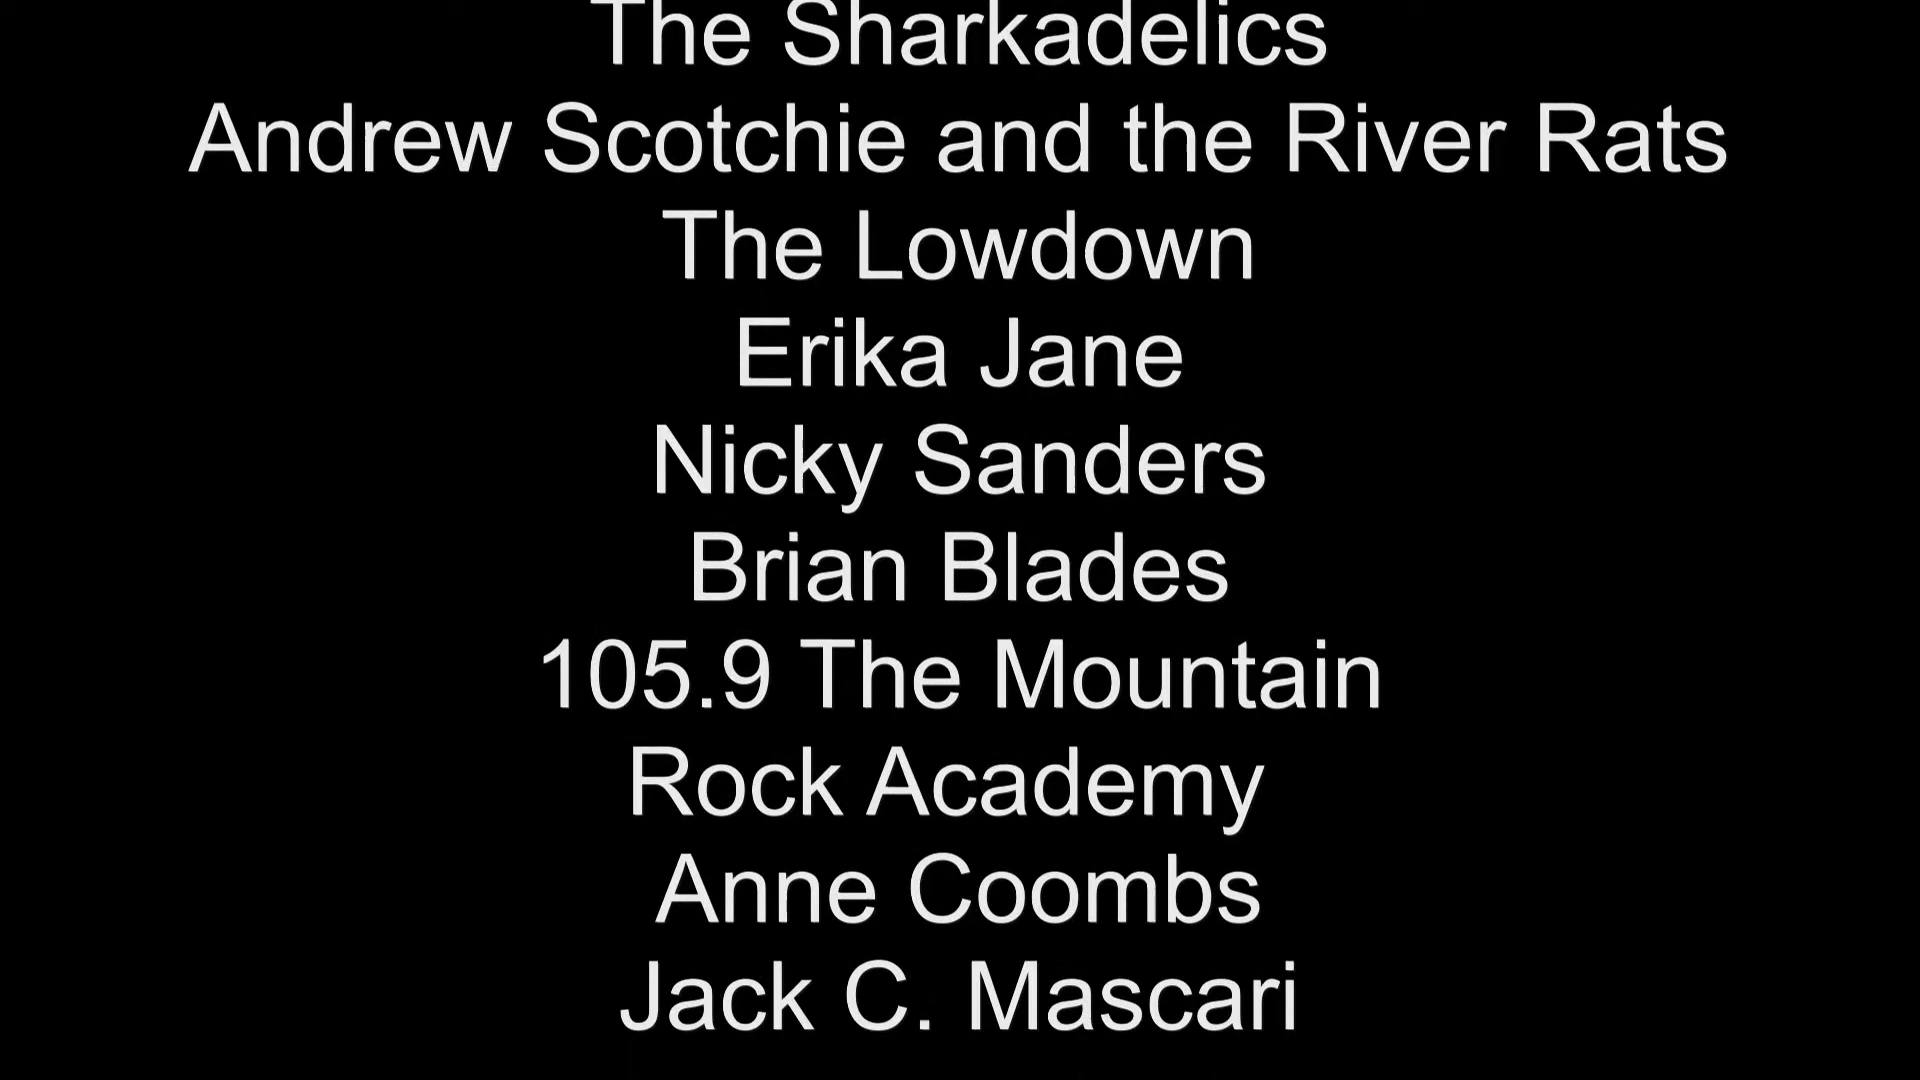 The Sharkadelics
Andrew Scotchie and the River Rats
The Lowdown
Erika Jane
Nicky Sanders
Brian Blades
105.9 The Mountain
Rock Academy
Anne Coombs
Jack C. Mascari